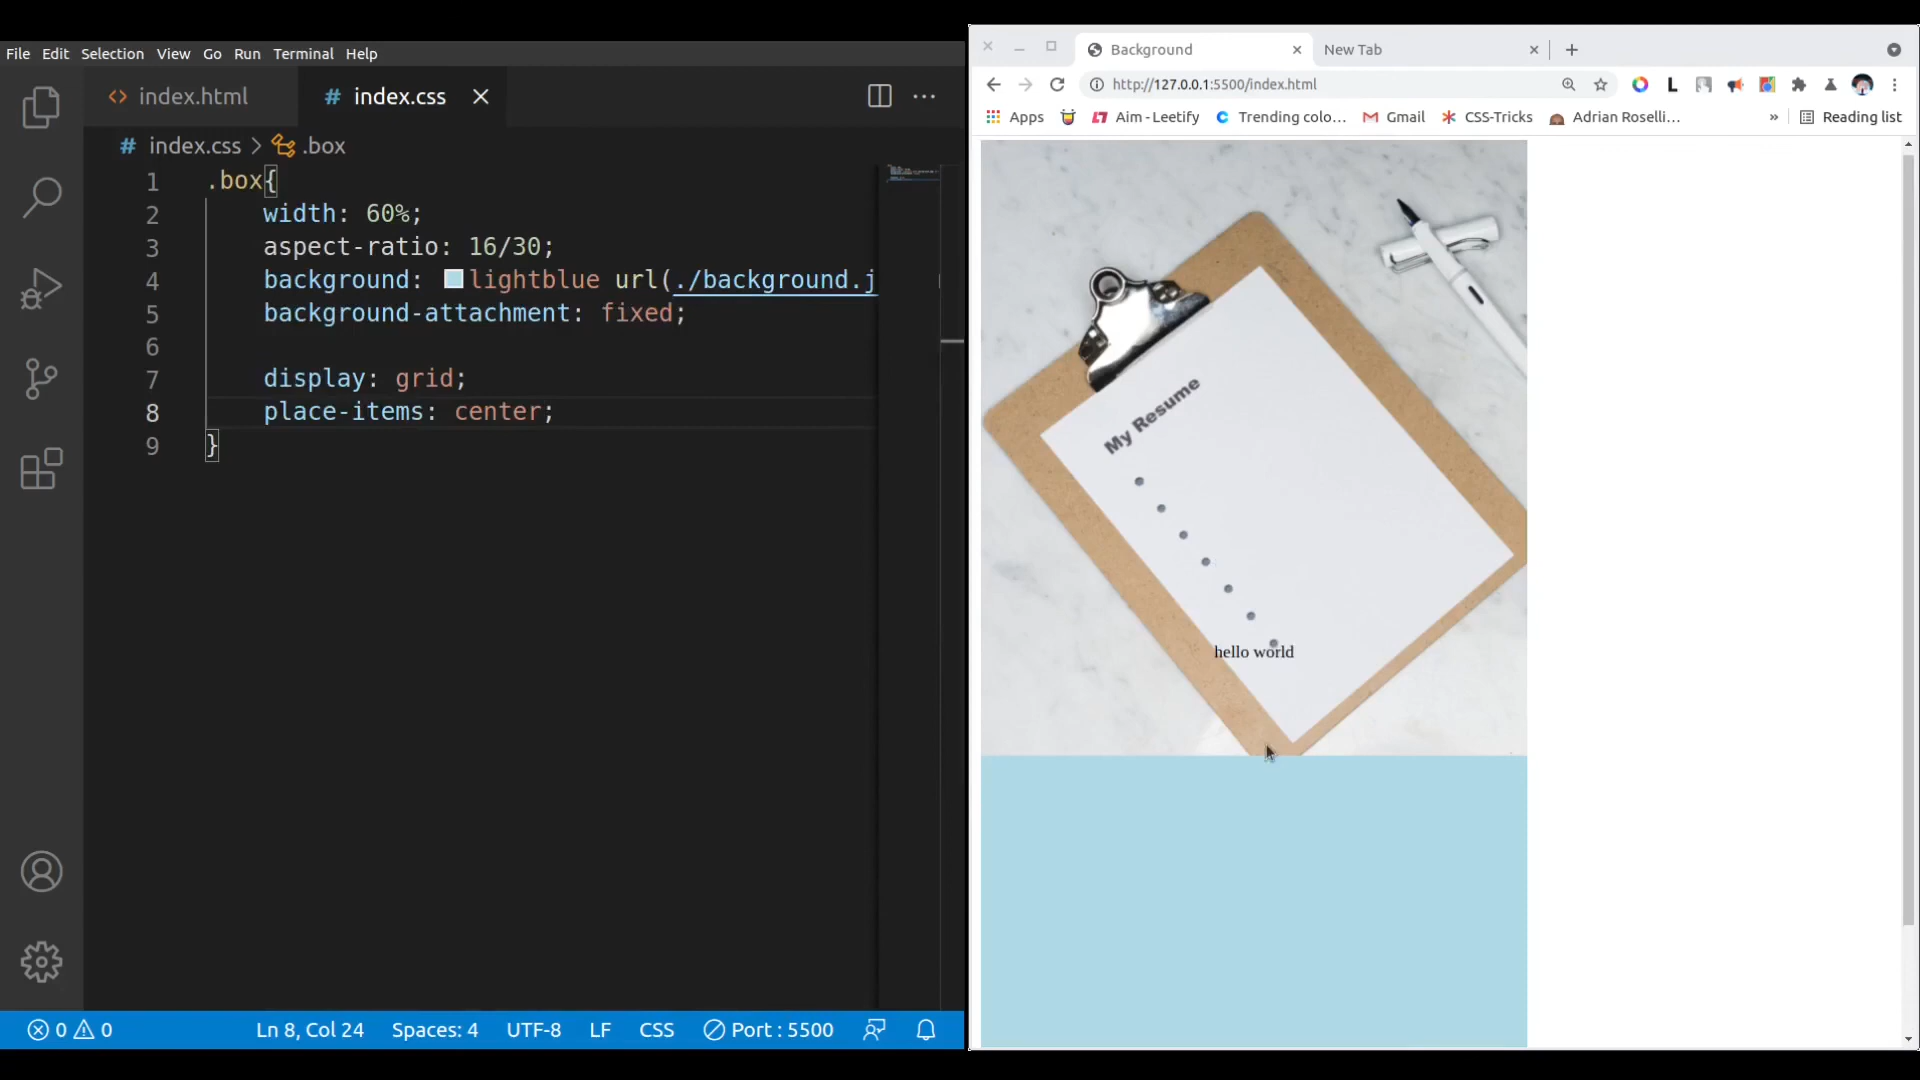 File Edit Selection View Go Run Terminal Help
index.html
# index.css
# index.css > .box
1 .box{
2 width: 60%;
3 aspect-ratio: 16/30;
4 background: lightblue url(./background.j
5 background-attachment: fixed;
6
7 display: grid;
8 place-items: center;
9 }
0 0 Ln 8, Col 24 Spaces: 4 UTF-8 LF CSS Port : 5500
Background New Tab
http://127.0.0.1:5500/index.html L
Apps Aim - Leetify Trending colo... Gmail CSS-Tricks Adrian Roselli... » Reading list
My Resume
hello world